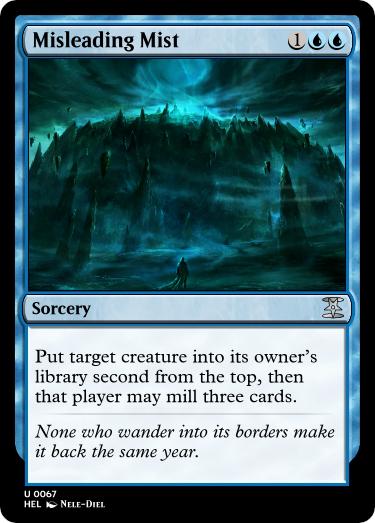 Misleading Mist 1
Sorcery
Put target creature into its owner's
library second from the top, then
that player may mill three cards.
None who wander into its borders make
it back the same year.
U 0067
HEL Nele-Diel